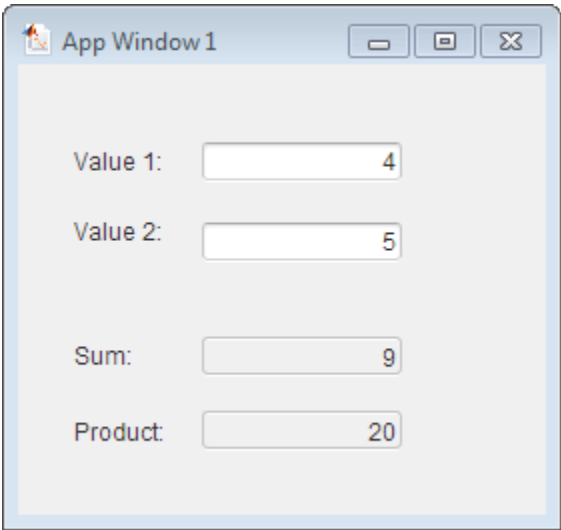 App Window 1
Value 1: 4
Value 2: 5
Sum: 9
Product: 20